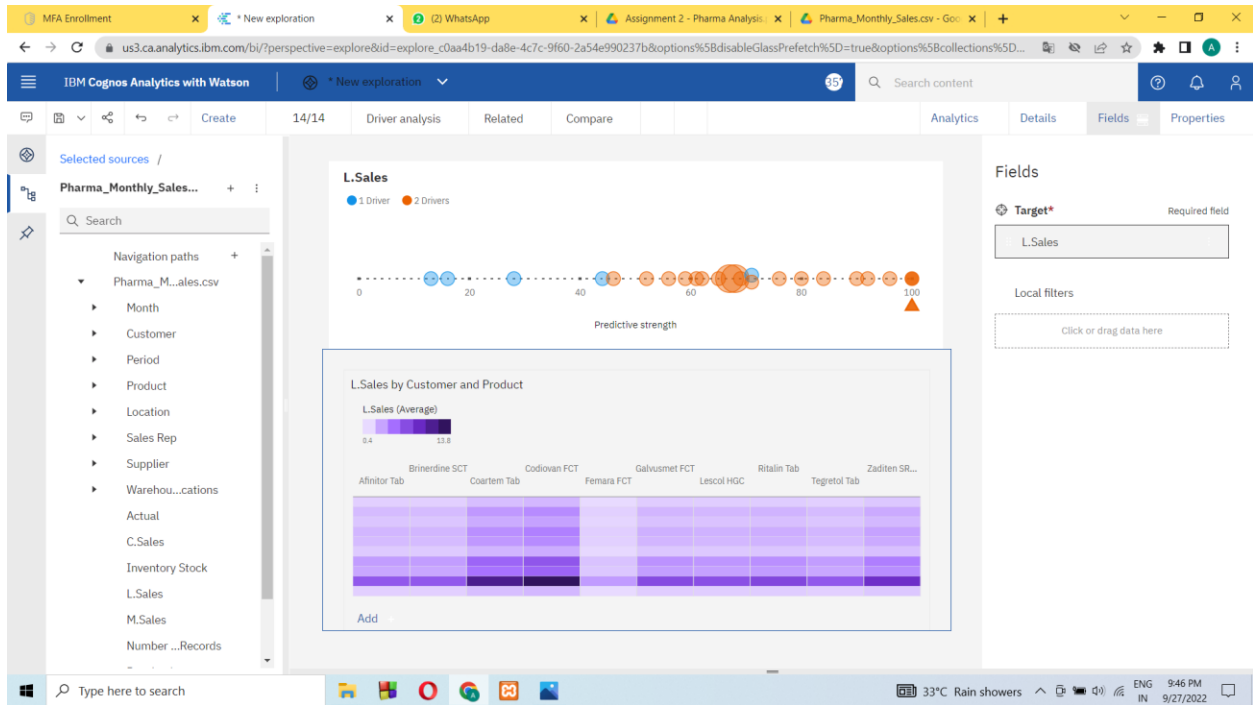 MFA Enrollment
* New exploration
(2) WhatsApp
Assignment 2 - Pharma Analysis.
Pharma_Monthly_Sales.csv - Goo
us3.ca.analytics.ibm.com/bi/?perspective=explore&id=explore_c0aa4b19-da8e-4c7c-9f60-2a54e990237b&options%5BdisableGlassPrefetch%5D=true&options%5Bcollections%5D...
A
IBM Cognos Analytics with Watson
* New exploration
35
Search content
Create
14/14
Driver analysis
Related
Compare
Analytics
Details
Fields
Properties
Selected sources /
Pharma_Monthly_Sales...
Search
Navigation paths
Pharma_M...ales.csv
Month
Customer
Period
Product
Location
Sales Rep
Supplier
Warehou...cations
Actual
C.Sales
Inventory Stock
L.Sales
M.Sales
Number ...Records
L.Sales
1 Driver 2 Drivers
0 20 40 60 80 100
Predictive strength
L.Sales by Customer and Product
L.Sales (Average)
0.4 13.8
Brinerdine SCT Codiovan FCT Galvusmet FCT Ritalin Tab Zaditen SR...
Afinitor Tab Coartem Tab Femara FCT Lescol HGC Tegretol Tab
Add
Fields
Target* Required field
L.Sales
Local filters
Click or drag data here
Type here to search
33°C Rain showers
ENG
IN
9:46 PM
9/27/2022